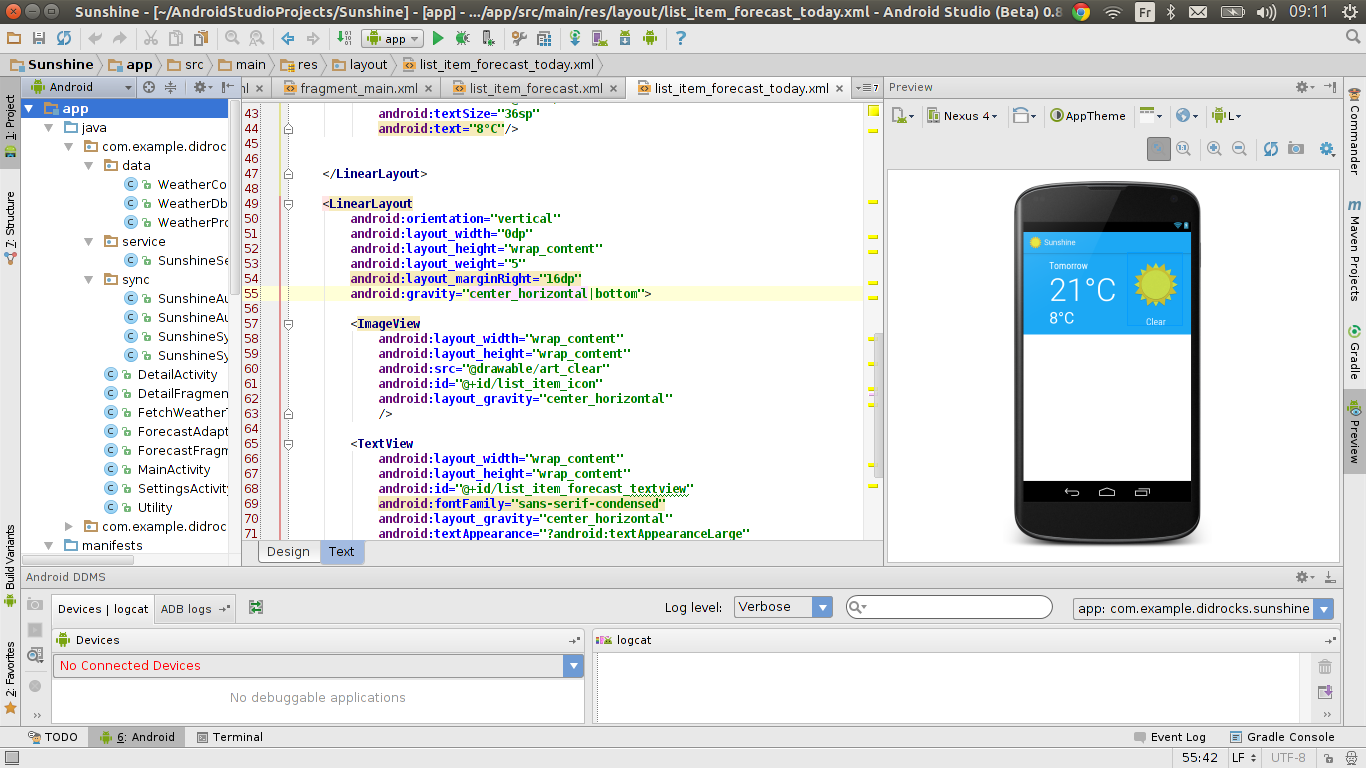 Sunshine - [~/AndroidStudioProjects/Sunshine] - [app] - .../app/src/main/res/layout/list_item_forecast_today.xml - Android Studio (Beta) 0.8
Fr
09:11
app
?
Sunshine app src main res layout list_item_forecast_today.xml
1: Project
7: Structure
Build Variants
2: Favorites
Android
app
java
com.example.didroc
data
WeatherCo
WeatherDb
WeatherPro
service
SunshineSe
sync
SunshineAu
SunshineAu
SunshineSy
SunshineSy
DetailActivity
DetailFragmen
FetchWeatherT
ForecastAdapt
ForecastFragm
MainActivity
SettingsActivity
Utility
com.example.didroc
manifests
ml fragment_main.xml list_item_forecast.xml list_item_forecast_today.xml 7
43 android:textSize="36sp"
44 android:text="8°C"/>
45
46
47 </LinearLayout>
48
49 <LinearLayout
50 android:orientation="vertical"
51 android:layout_width="0dp"
52 android:layout_height="wrap_content"
53 android:layout_weight="5"
54 android:layout_marginRight="16dp"
55 android:gravity="center_horizontal|bottom">
56
57 <ImageView
58 android:layout_width="wrap_content"
59 android:layout_height="wrap_content"
60 android:src="@drawable/art_clear"
61 android:id="@+id/list_item_icon"
62 android:layout_gravity="center_horizontal"
63 />
64
65 <TextView
66 android:layout_width="wrap_content"
67 android:layout_height="wrap_content"
68 android:id="@+id/list_item_forecast_textview"
69 android:fontFamily="sans-serif-condensed"
70 android:layout_gravity="center_horizontal"
71 android:textAppearance="?android:textAppearanceLarge"
Design Text
Preview
Nexus 4 AppTheme L
1:1
Sunshine
Tomorrow
21°C
8°C
Clear
Commander
m Maven Projects
Gradle
Preview
Android DDMS
Devices | logcat ADB logs
Log level: Verbose
app: com.example.didrocks.sunshine
Devices
No Connected Devices
No debuggable applications
logcat
TODO 6: Android Terminal
Event Log Gradle Console
55:42 LF UTF-8